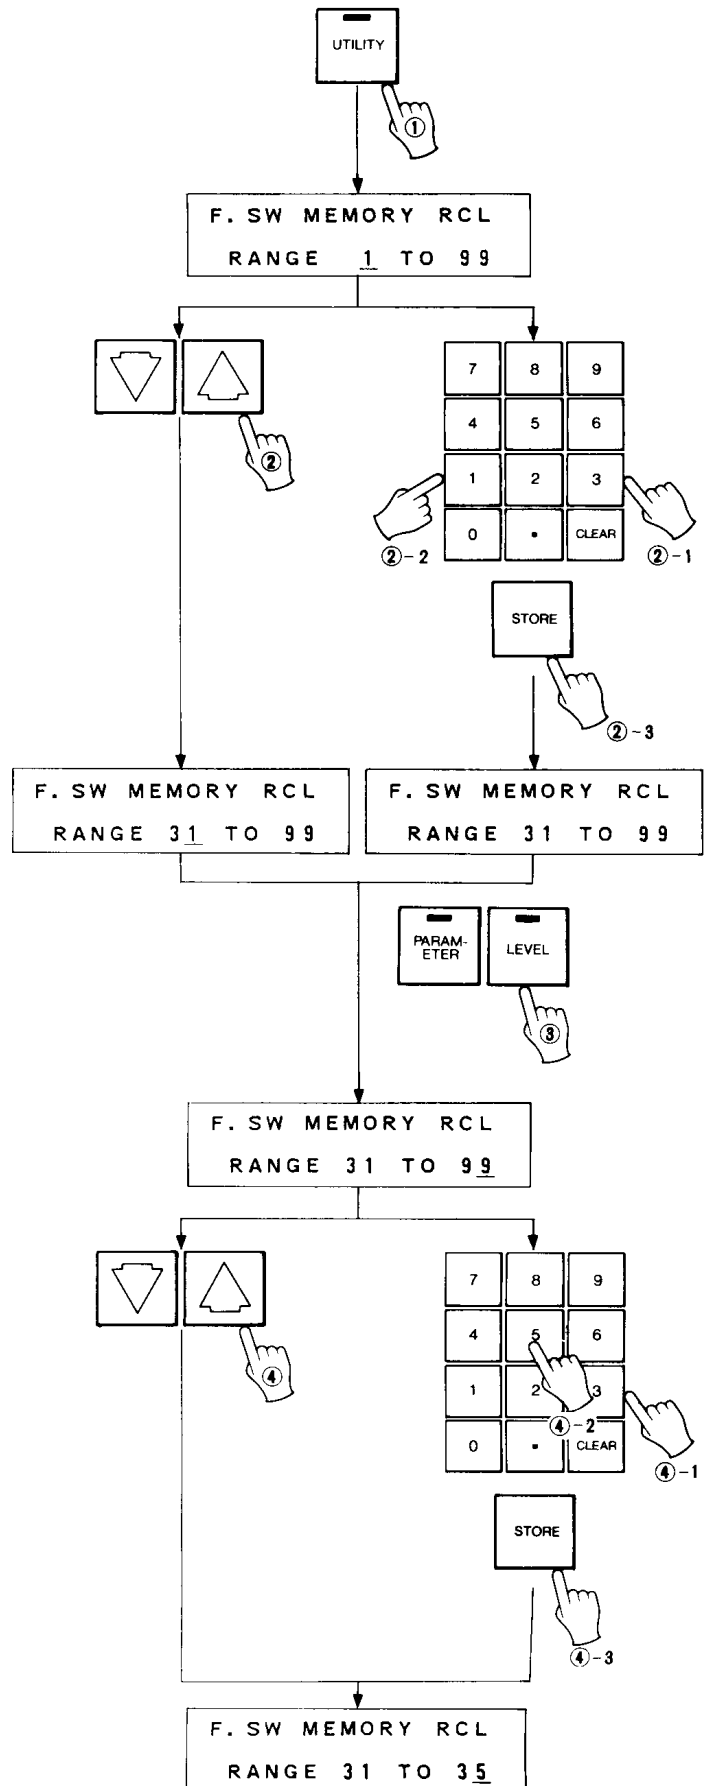 UTILITY
①
F. SW MEMORY RCL
RANGE 1 TO 99
②
7 8 9
4 5 6
1 2 3
0 . CLEAR
②-2
②-1
STORE
②-3
F. SW MEMORY RCL
RANGE 31 TO 99
F. SW MEMORY RCL
RANGE 31 TO 99
PARAM-
ETER
LEVEL
③
F. SW MEMORY RCL
RANGE 31 TO 99
④
7 8 9
4 5 6
1 2 3
0 . CLEAR
④-2
④-1
STORE
④-3
F. SW MEMORY RCL
RANGE 31 TO 35